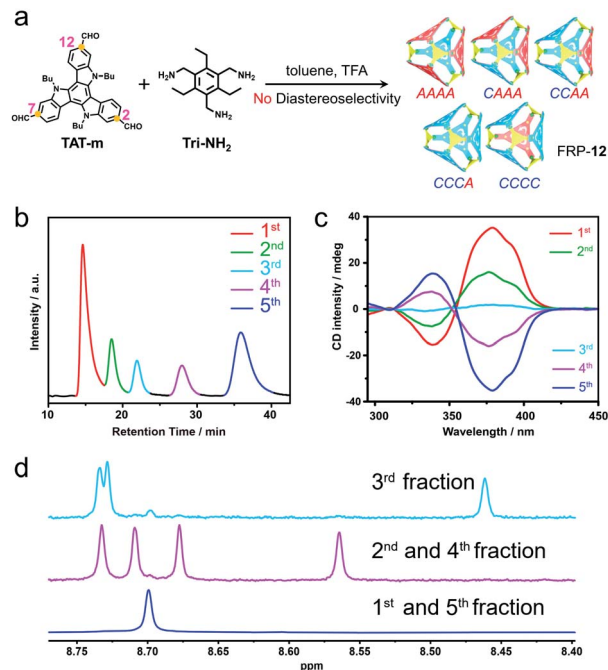 a
12 CHO
Bu N N Bu
7
OHC
N
Bu
2
CHO
TAT-m
+
NH₂
H₂N
NH₂
Tri-NH₂
toluene, TFA
No Diastereoselectivity
AAAA CAAA CCAA
CCCA CCCC
FRP-12
b
Intensity / a.u.
1st
2nd
3rd
4th
5th
10 20 30 40
Retention Time / min
c
CD intensity / mdeg
40
20
0
-20
-40
1st
2nd
3rd
4th
5th
300 350 400 450
Wavelength / nm
d
3rd fraction
2nd and 4th fraction
1st and 5th fraction
8.75 8.70 8.65 8.60 8.55 8.50 8.45 8.40
ppm